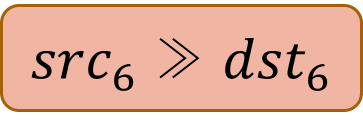 src₆ ≫ dst₆